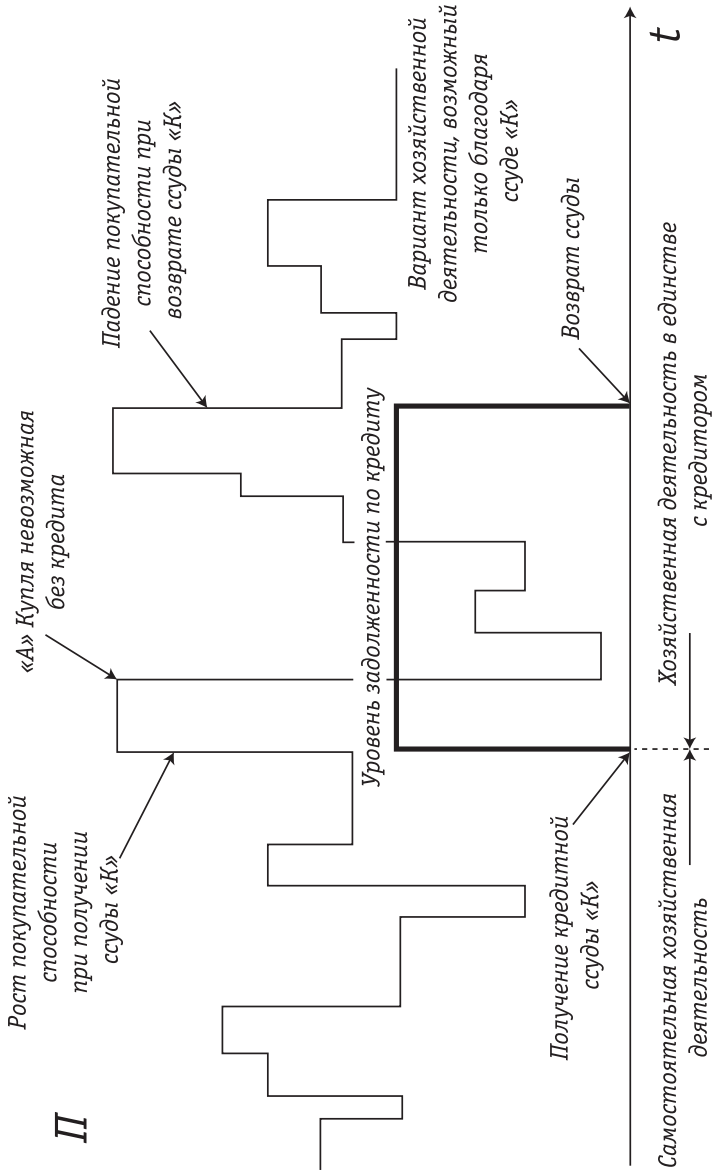 П
Рост покупательной
способности
при получении
ссуды «К»
«А» Купля невозможная
без кредита
Падение покупательной
способности при
возврате ссуды «К»
Уровень задолженности по кредиту
Вариант хозяйственной
деятельности, возможный
только благодаря
ссуде «К»
Получение кредитной
ссуды «К»
Возврат ссуды
t
Самостоятельная хозяйственная
деятельность
Хозяйственная деятельность в единстве
с кредитором